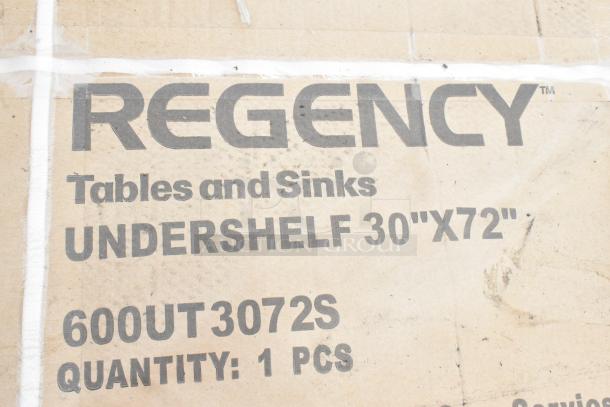 REGENCY™
Tables and Sinks
UNDERSHELF 30"X72"
600UT3072S
QUANTITY: 1 PCS